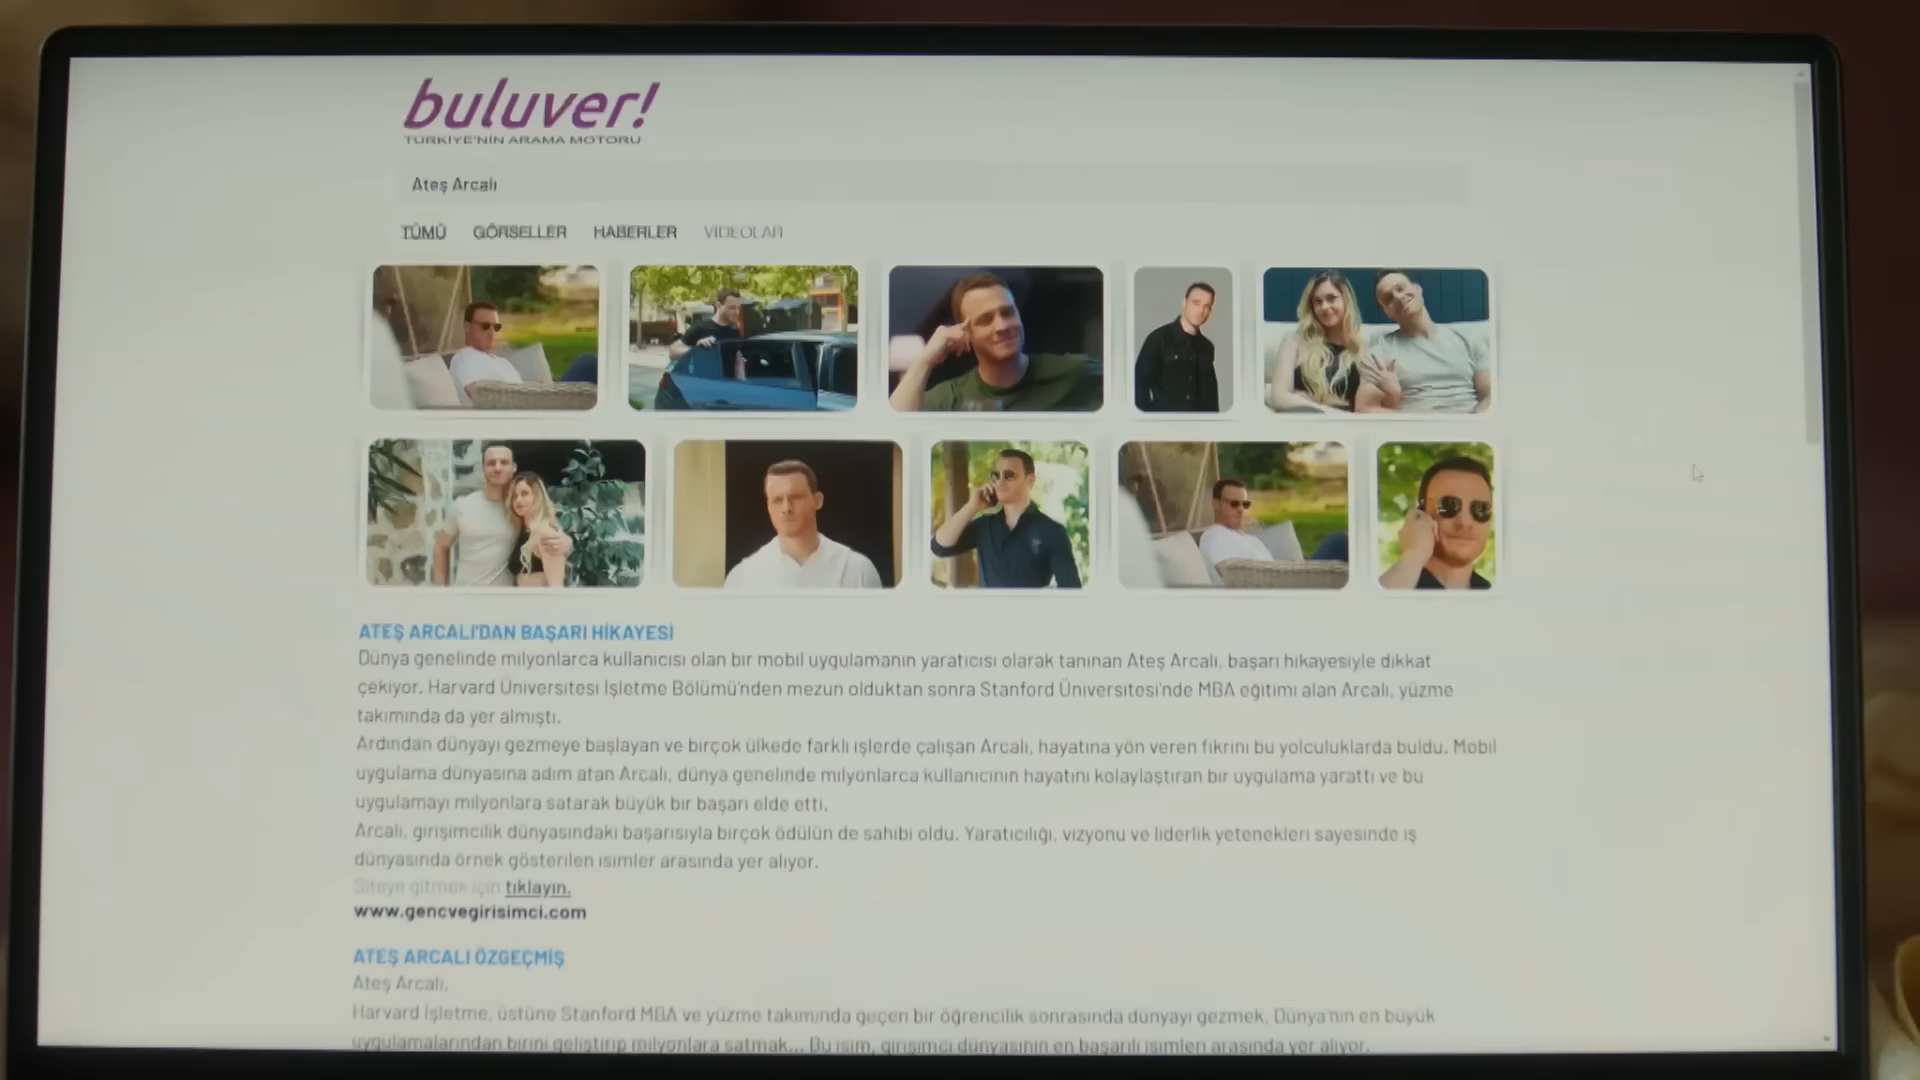 buluver!
TÜRKİYE'NİN ARAMA MOTORU
Ateş Arcalı
TÜMÜ GÖRSELLER HABERLER VİDEOLAR
ATEŞ ARCALI'DAN BAŞARI HİKAYESİ
Dünya genelinde milyonlarca kullanıcısı olan bir mobil uygulamanın yaratıcısı olarak tanınan Ateş Arcalı, başarı hikayesiyle dikkat
çekiyor. Harvard Üniversitesi İşletme Bölümü'nden mezun olduktan sonra Stanford Üniversitesi'nde MBA eğitimi alan Arcalı, yüzme
takımında da yer almıştı.
Ardından dünyayı gezmeye başlayan ve birçok ülkede farklı işlerde çalışan Arcalı, hayatına yön veren fikrini bu yolculuklarda buldu. Mobil
uygulama dünyasına adım atan Arcalı, dünya genelinde milyonlarca kullanıcının hayatını kolaylaştıran bir uygulama yarattı ve bu
uygulamayı milyonlara satarak büyük bir başarı elde etti.
Arcalı, girişimcilik dünyasındaki başarısıyla birçok ödülün de sahibi oldu. Yaratıcılığı, vizyonu ve liderlik yetenekleri sayesinde iş
dünyasında örnek gösterilen isimler arasında yer alıyor.
Siteye gitmek için tıklayın.
www.gencvegirisimci.com
ATEŞ ARCALI ÖZGEÇMİŞ
Ateş Arcalı.
Harvard İşletme, üstüne Stanford MBA ve yüzme takımında geçen bir öğrencilik sonrasında dünyayı gezmek. Dünya'nın en büyük
uygulamalarından birini geliştirip milyonlara satmak... Bu isim, girişimci dünyasının en başarılı isimleri arasında yer alıyor.